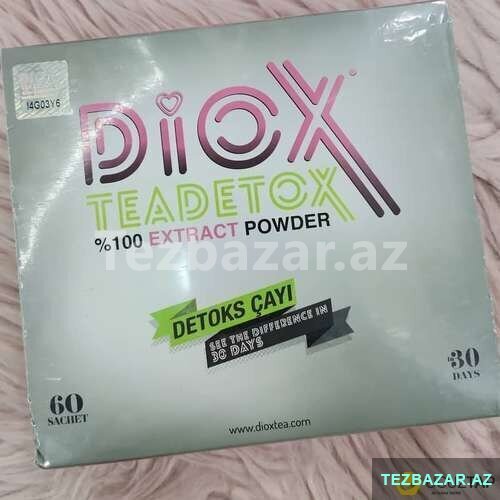 I4G03Y6
DiOX
TEADETOX
%100 EXTRACT POWDER
Tezbazar.az
DETOKS ÇAYI
SEE THE DIFFERENCE IN
30 DAYS
60
SACHET
in 30
DAYS
www.dioxtea.com
TEZBAZAR.AZ